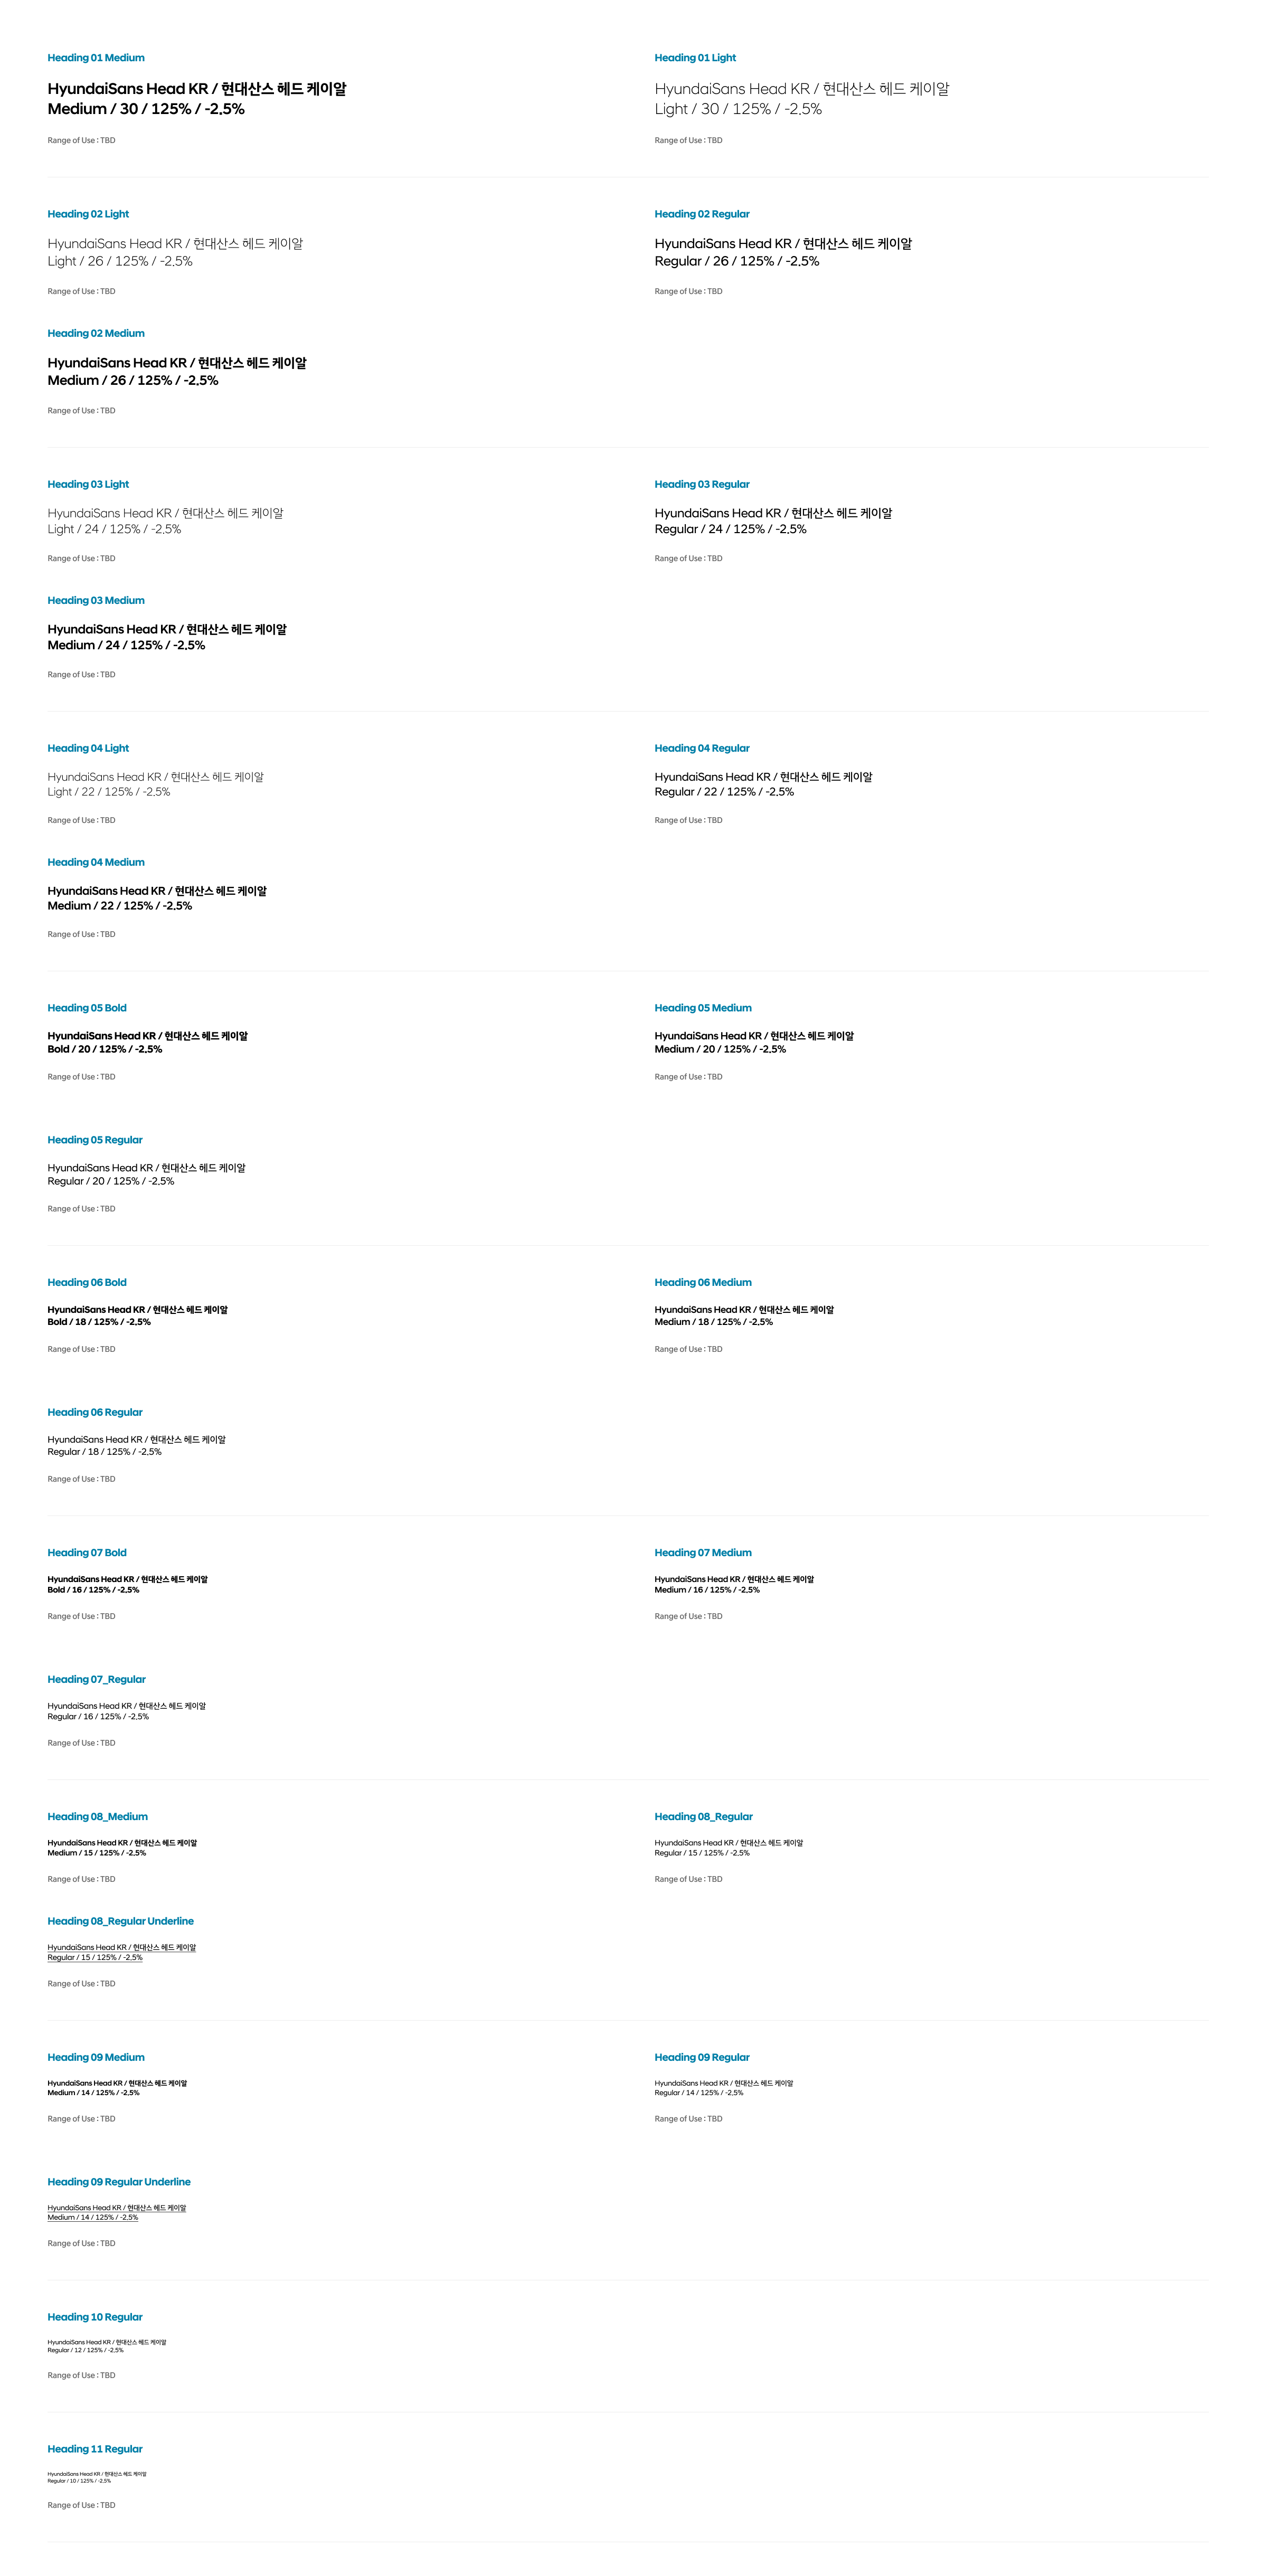 Heading 01 Medium
HyundaiSans Head KR / 현대산스 헤드 케이알
Medium / 30 / 125% / -2.5%
Range of Use : TBD
Heading 01 Light
HyundaiSans Head KR / 현대산스 헤드 케이알
Light / 30 / 125% / -2.5%
Range of Use : TBD
Heading 02 Light
HyundaiSans Head KR / 현대산스 헤드 케이알
Light / 26 / 125% / -2.5%
Range of Use : TBD
Heading 02 Regular
HyundaiSans Head KR / 현대산스 헤드 케이알
Regular / 26 / 125% / -2.5%
Range of Use : TBD
Heading 02 Medium
HyundaiSans Head KR / 현대산스 헤드 케이알
Medium / 26 / 125% / -2.5%
Range of Use : TBD
Heading 03 Light
HyundaiSans Head KR / 현대산스 헤드 케이알
Light / 24 / 125% / -2.5%
Range of Use : TBD
Heading 03 Regular
HyundaiSans Head KR / 현대산스 헤드 케이알
Regular / 24 / 125% / -2.5%
Range of Use : TBD
Heading 03 Medium
HyundaiSans Head KR / 현대산스 헤드 케이알
Medium / 24 / 125% / -2.5%
Range of Use : TBD
Heading 04 Light
HyundaiSans Head KR / 현대산스 헤드 케이알
Light / 22 / 125% / -2.5%
Range of Use : TBD
Heading 04 Regular
HyundaiSans Head KR / 현대산스 헤드 케이알
Regular / 22 / 125% / -2.5%
Range of Use : TBD
Heading 04 Medium
HyundaiSans Head KR / 현대산스 헤드 케이알
Medium / 22 / 125% / -2.5%
Range of Use : TBD
Heading 05 Bold
HyundaiSans Head KR / 현대산스 헤드 케이알
Bold / 20 / 125% / -2.5%
Range of Use : TBD
Heading 05 Medium
HyundaiSans Head KR / 현대산스 헤드 케이알
Medium / 20 / 125% / -2.5%
Range of Use : TBD
Heading 05 Regular
HyundaiSans Head KR / 현대산스 헤드 케이알
Regular / 20 / 125% / -2.5%
Range of Use : TBD
Heading 06 Bold
HyundaiSans Head KR / 현대산스 헤드 케이알
Bold / 18 / 125% / -2.5%
Range of Use : TBD
Heading 06 Medium
HyundaiSans Head KR / 현대산스 헤드 케이알
Medium / 18 / 125% / -2.5%
Range of Use : TBD
Heading 06 Regular
HyundaiSans Head KR / 현대산스 헤드 케이알
Regular / 18 / 125% / -2.5%
Range of Use : TBD
Heading 07 Bold
HyundaiSans Head KR / 현대산스 헤드 케이알
Bold / 16 / 125% / -2.5%
Range of Use : TBD
Heading 07 Medium
HyundaiSans Head KR / 현대산스 헤드 케이알
Medium / 16 / 125% / -2.5%
Range of Use : TBD
Heading 07_Regular
HyundaiSans Head KR / 현대산스 헤드 케이알
Regular / 16 / 125% / -2.5%
Range of Use : TBD
Heading 08_Medium
HyundaiSans Head KR / 현대산스 헤드 케이알
Medium / 15 / 125% / -2.5%
Range of Use : TBD
Heading 08_Regular
HyundaiSans Head KR / 현대산스 헤드 케이알
Regular / 15 / 125% / -2.5%
Range of Use : TBD
Heading 08_Regular Underline
HyundaiSans Head KR / 현대산스 헤드 케이알
Regular / 15 / 125% / -2.5%
Range of Use : TBD
Heading 09 Medium
HyundaiSans Head KR / 현대산스 헤드 케이알
Medium / 14 / 125% / -2.5%
Range of Use : TBD
Heading 09 Regular
HyundaiSans Head KR / 현대산스 헤드 케이알
Regular / 14 / 125% / -2.5%
Range of Use : TBD
Heading 09 Regular Underline
HyundaiSans Head KR / 현대산스 헤드 케이알
Medium / 14 / 125% / -2.5%
Range of Use : TBD
Heading 10 Regular
HyundaiSans Head KR / 현대산스 헤드 케이알
Regular / 12 / 125% / -2.5%
Range of Use : TBD
Heading 11 Regular
HyundaiSans Head KR / 현대산스 헤드 케이알
Regular / 10 / 125% / -2.5%
Range of Use : TBD